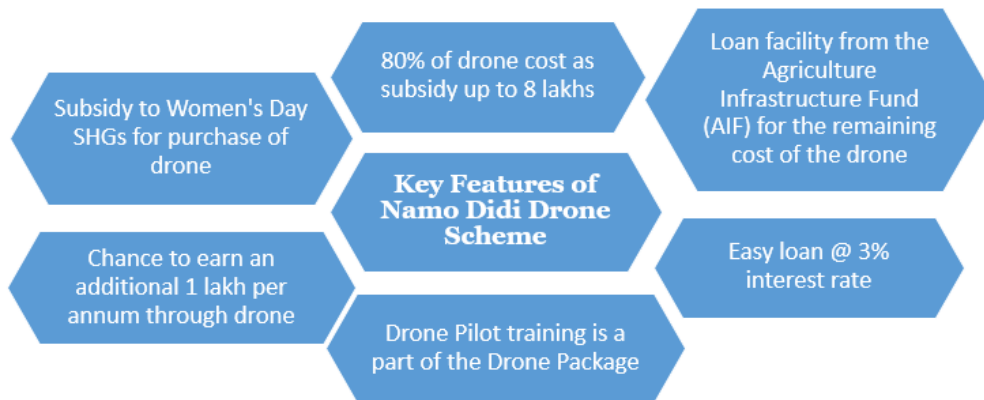 80% of drone cost as
subsidy up to 8 lakhs
Loan facility from the
Agriculture
Infrastructure Fund
(AIF) for the remaining
cost of the drone
Subsidy to Women's Day
SHGs for purchase of
drone
Key Features of
Namo Didi Drone
Scheme
Chance to earn an
additional 1 lakh per
annum through drone
Easy loan @ 3%
interest rate
Drone Pilot training is a
part of the Drone Package